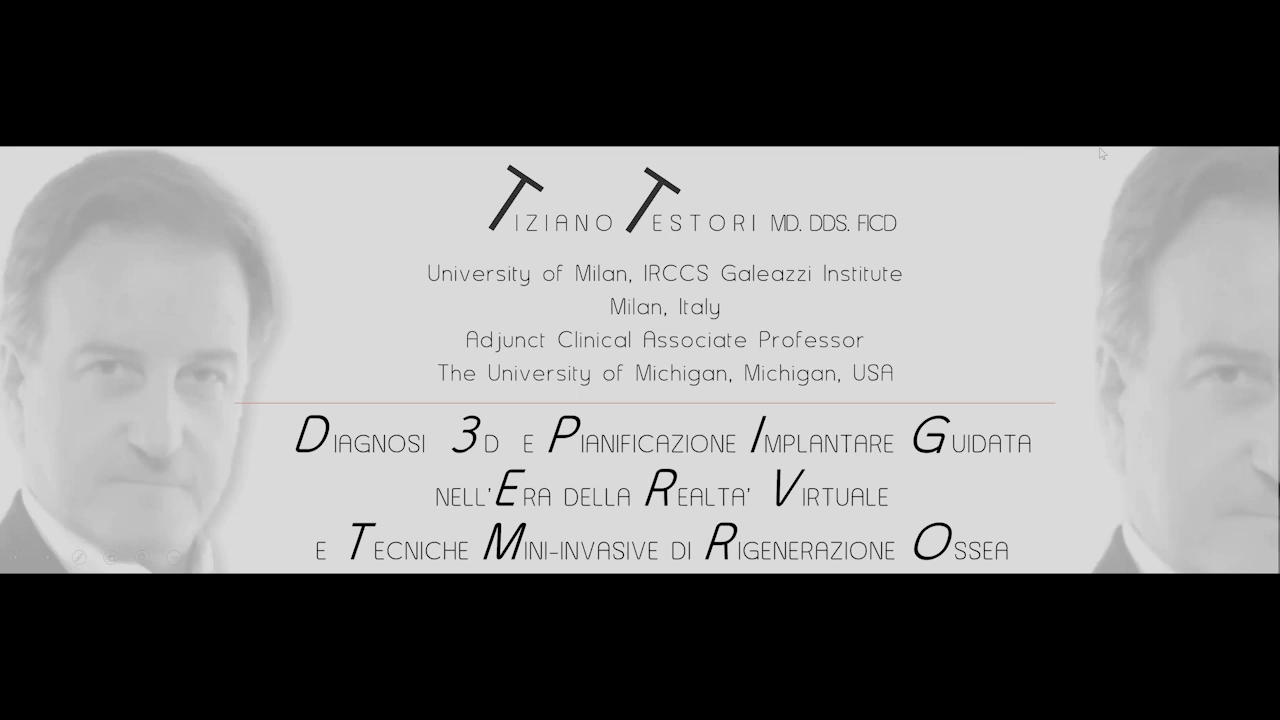 TIZIANO TESTORI MD. DDS. FICD
University of Milan, IRCCS Galeazzi Institute
Milan, Italy
Adjunct Clinical Associate Professor
The University of Michigan, Michigan, USA
DIAGNOSI 3D E PIANIFICAZIONE IMPLANTARE GUIDATA
NELL'ERA DELLA REALTA' VIRTUALE
E TECNICHE MINI-INVASIVE DI RIGENERAZIONE OSSEA